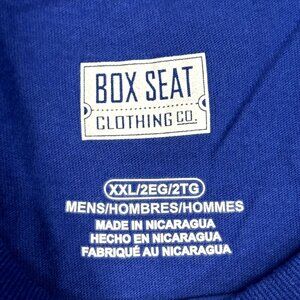 BOX SEAT
CLOTHING CO.
XXL/2EG/2TG
MENS/HOMBRES/HOMMES
MADE IN NICARAGUA
HECHO EN NICARAGUA
FABRIQUÉ AU NICARAGUA